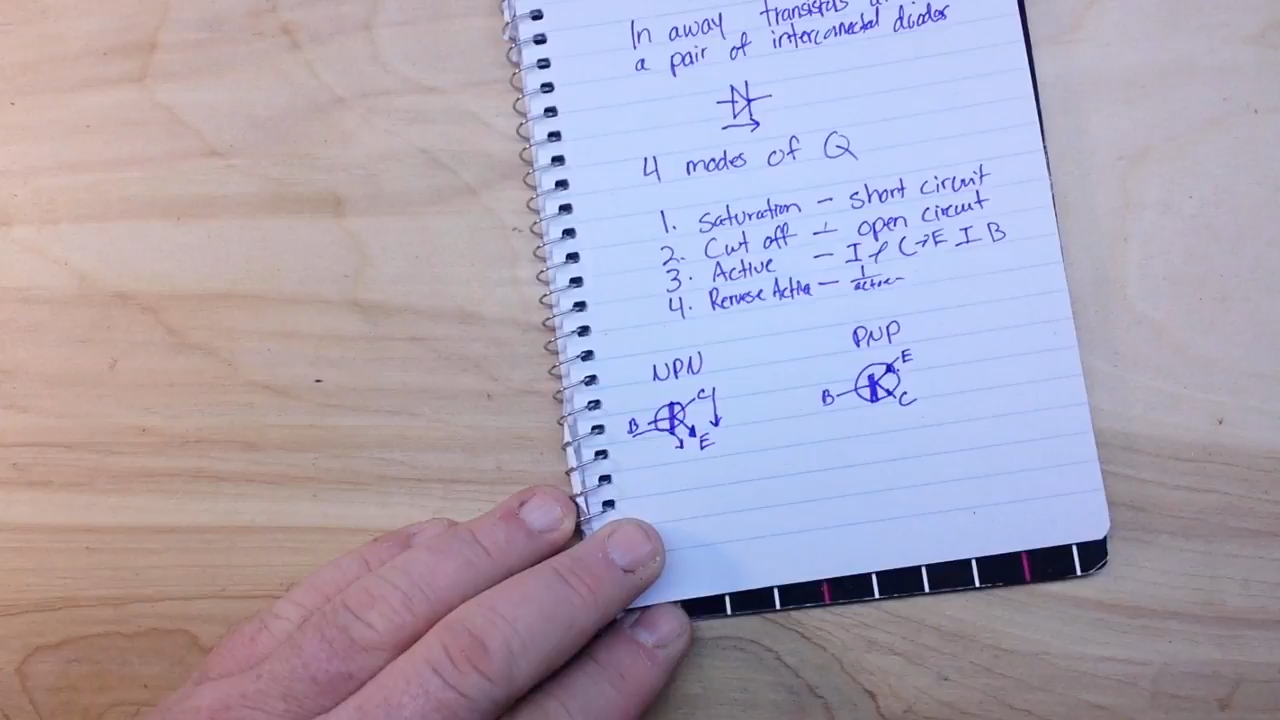 In away transistors
a pair of interconnected diodes
4 modes of Q
1. Saturation - short circuit
2. Cut off - open circuit
3. Active - I of C→E I B
4. Reverse Active - 1/active
NPN
PNP
B C E
B E C